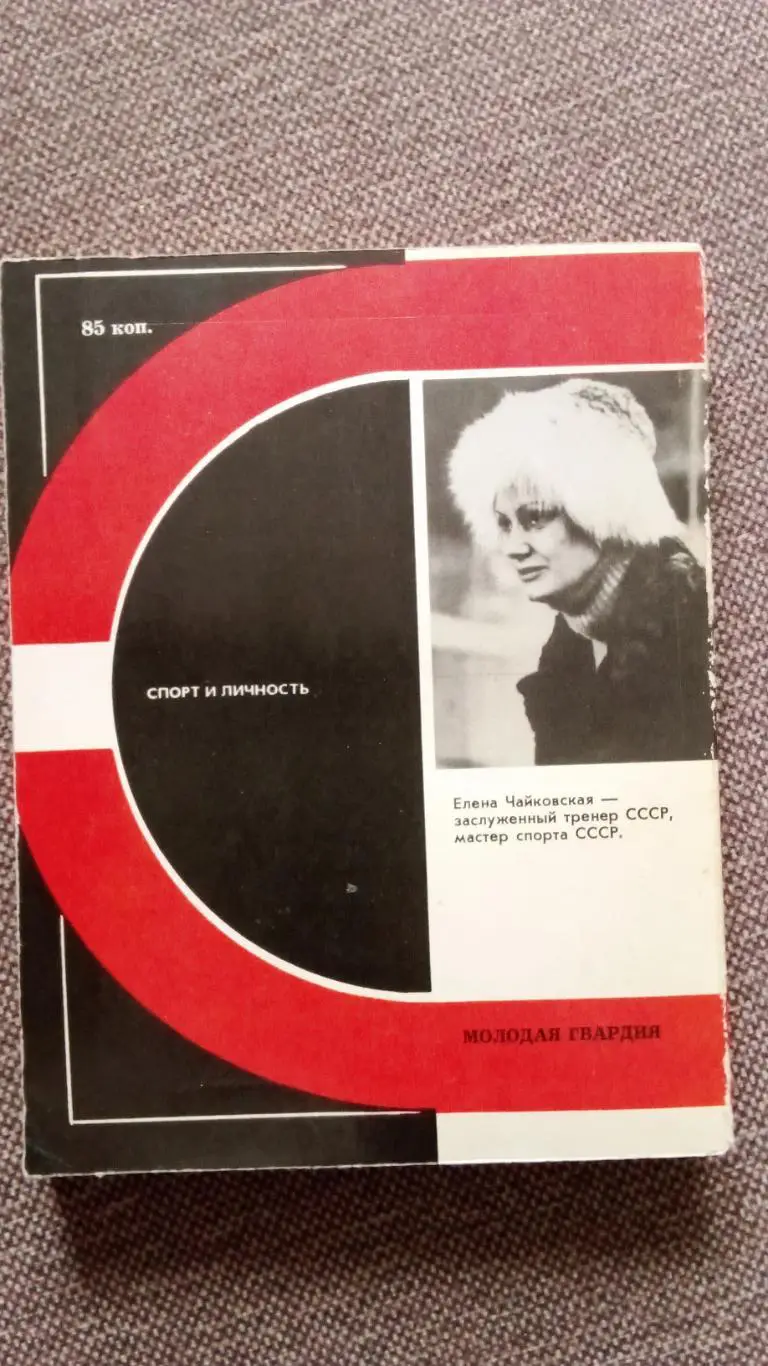 85 коп.
СПОРТ И ЛИЧНОСТЬ
Елена Чайковская —
заслуженный тренер СССР,
мастер спорта СССР.
МОЛОДАЯ ГВАРДИЯ